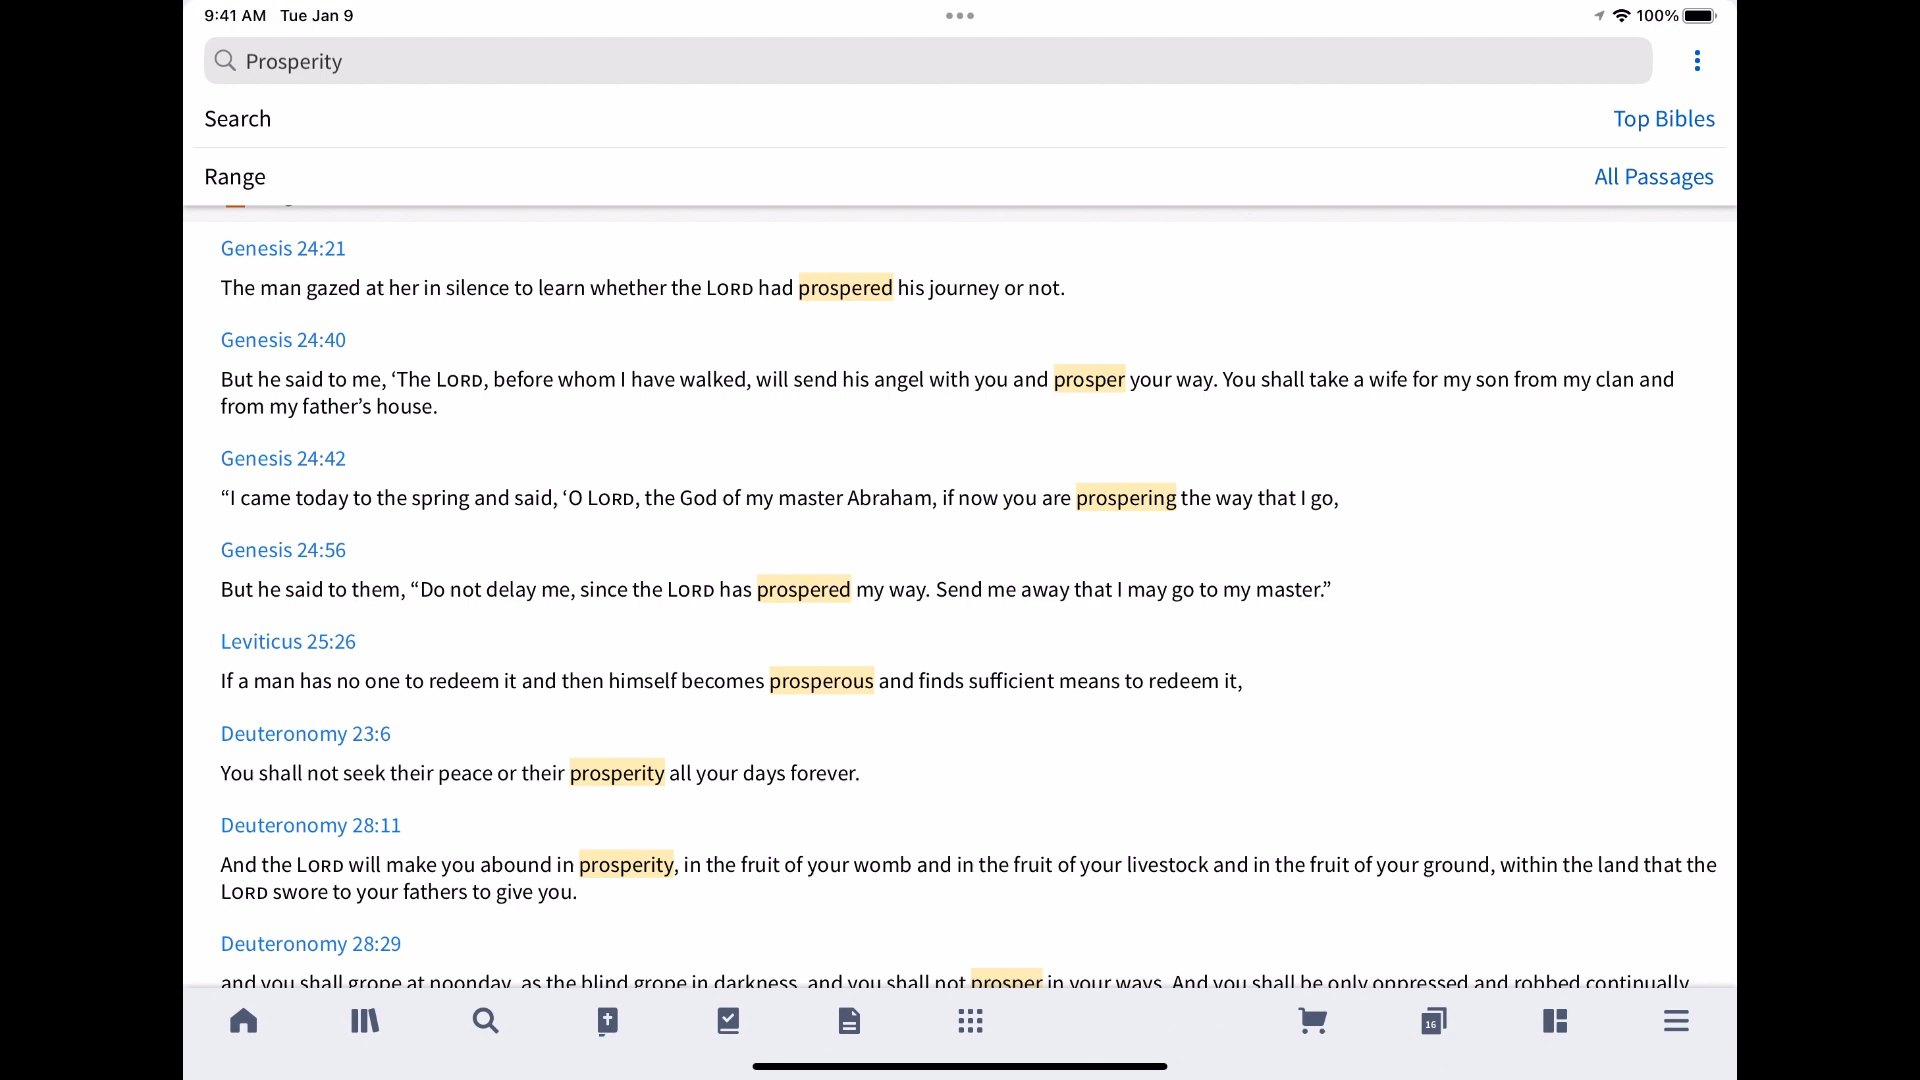 9:41 AM Tue Jan 9
100%
Prosperity
Search
Top Bibles
Range
All Passages
Genesis 24:21
The man gazed at her in silence to learn whether the LORD had prospered his journey or not.
Genesis 24:40
But he said to me, ‘The LORD, before whom I have walked, will send his angel with you and prosper your way. You shall take a wife for my son from my clan and
from my father’s house.
Genesis 24:42
“I came today to the spring and said, ‘O LORD, the God of my master Abraham, if now you are prospering the way that I go,
Genesis 24:56
But he said to them, “Do not delay me, since the LORD has prospered my way. Send me away that I may go to my master.”
Leviticus 25:26
If a man has no one to redeem it and then himself becomes prosperous and finds sufficient means to redeem it,
Deuteronomy 23:6
You shall not seek their peace or their prosperity all your days forever.
Deuteronomy 28:11
And the LORD will make you abound in prosperity, in the fruit of your womb and in the fruit of your livestock and in the fruit of your ground, within the land that the
LORD swore to your fathers to give you.
Deuteronomy 28:29
and you shall grope at noonday, as the blind grope in darkness, and you shall not prosper in your ways. And you shall be only oppressed and robbed continually
16